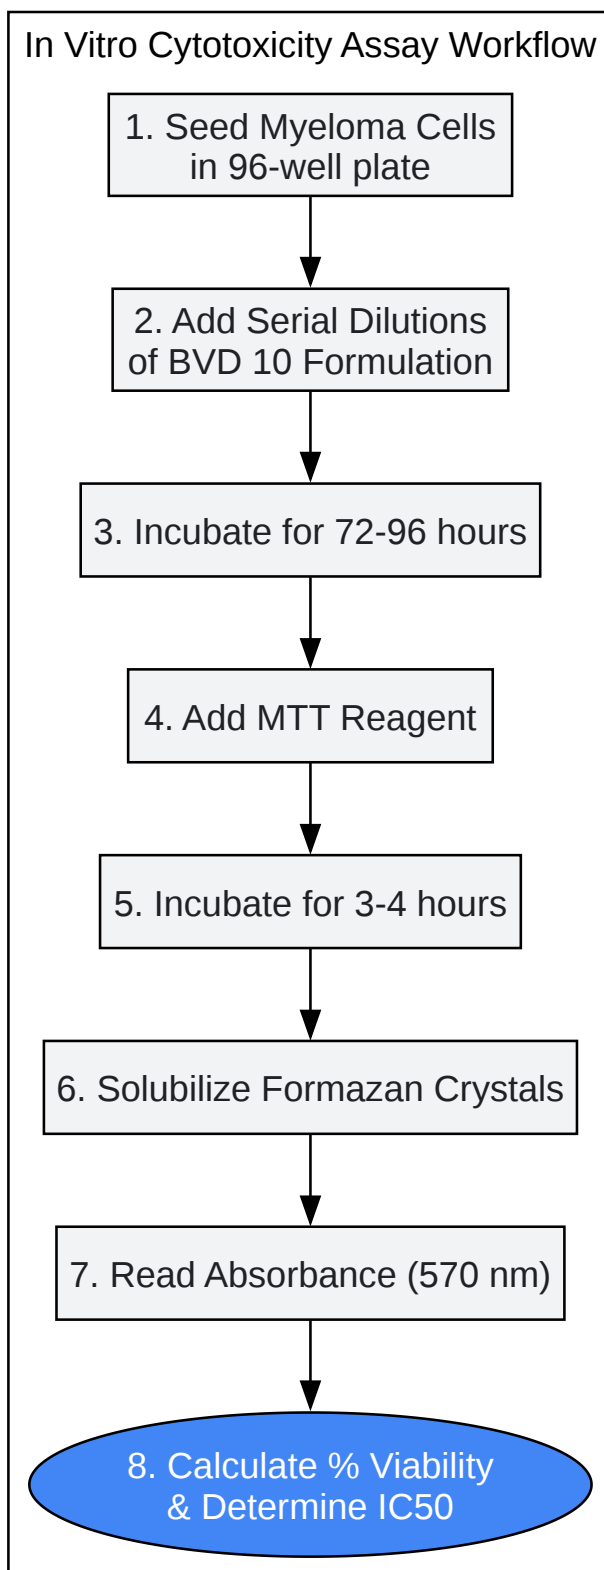 In Vitro Cytotoxicity Assay Workflow
1. Seed Myeloma Cells
in 96-well plate
2. Add Serial Dilutions
of BVD 10 Formulation
3. Incubate for 72-96 hours
4. Add MTT Reagent
5. Incubate for 3-4 hours
6. Solubilize Formazan Crystals
7. Read Absorbance (570 nm)
8. Calculate % Viability
& Determine IC50